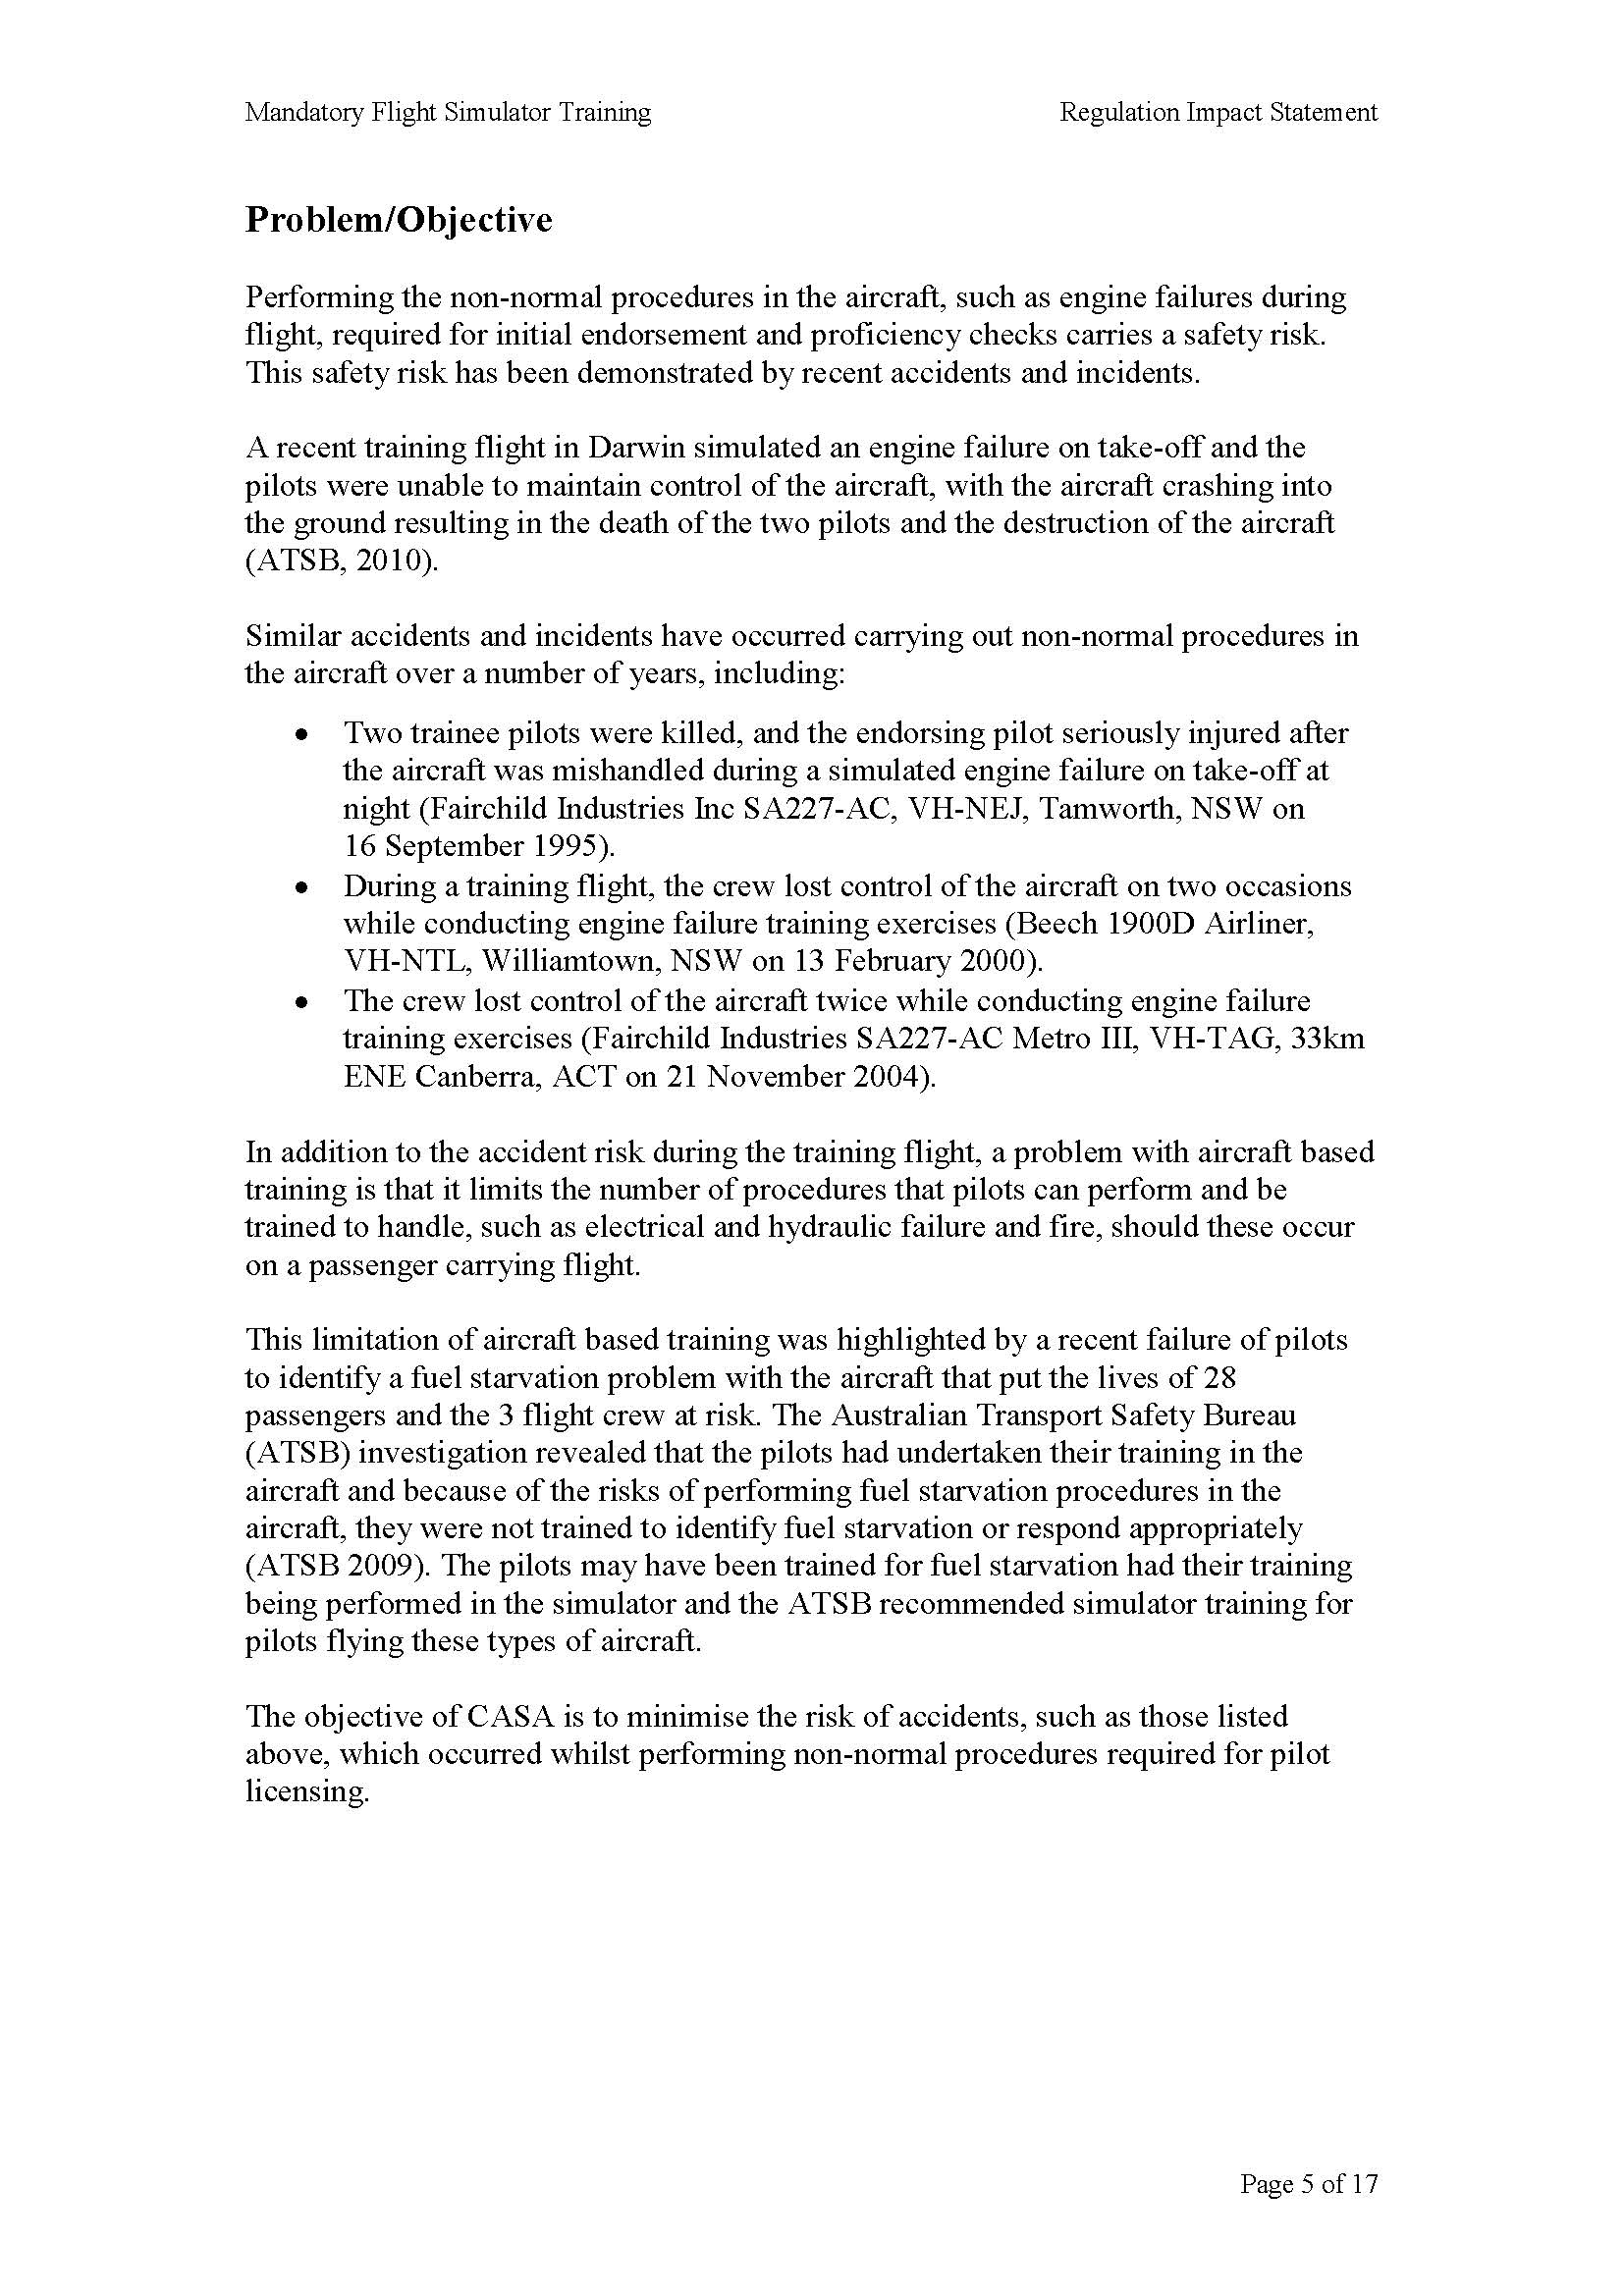 Mandatory Flight Simulator Training Regulation Impact Statement
Problem/Objective
Performing the non-normal procedures in the aircraft, such as engine failures during
flight, required for initial endorsement and proficiency checks carries a safety risk.
This safety risk has been demonstrated by recent accidents and incidents.
A recent training flight in Darwin simulated an engine failure on take-off and the
pilots were unable to maintain control of the aircraft, with the aircraft crashing into
the ground resulting in the death of the two pilots and the destruction of the aircraft
(ATSB, 2010).
Similar accidents and incidents have occurred carrying out non-normal procedures in
the aircraft over a number of years, including:
• Two trainee pilots were killed, and the endorsing pilot seriously injured after
the aircraft was mishandled during a simulated engine failure on take-off at
night (Fairchild Industries Inc SA227-AC, VH-NEJ, Tamworth, NSW on
16 September 1995).
• During a training flight, the crew lost control of the aircraft on two occasions
while conducting engine failure training exercises (Beech 1900D Airliner,
VH-NTL, Williamtown, NSW on 13 February 2000).
• The crew lost control of the aircraft twice while conducting engine failure
training exercises (Fairchild Industries SA227-AC Metro III, VH-TAG, 33km
ENE Canberra, ACT on 21 November 2004).
In addition to the accident risk during the training flight, a problem with aircraft based
training is that it limits the number of procedures that pilots can perform and be
trained to handle, such as electrical and hydraulic failure and fire, should these occur
on a passenger carrying flight.
This limitation of aircraft based training was highlighted by a recent failure of pilots
to identify a fuel starvation problem with the aircraft that put the lives of 28
passengers and the 3 flight crew at risk. The Australian Transport Safety Bureau
(ATSB) investigation revealed that the pilots had undertaken their training in the
aircraft and because of the risks of performing fuel starvation procedures in the
aircraft, they were not trained to identify fuel starvation or respond appropriately
(ATSB 2009). The pilots may have been trained for fuel starvation had their training
being performed in the simulator and the ATSB recommended simulator training for
pilots flying these types of aircraft.
The objective of CASA is to minimise the risk of accidents, such as those listed
above, which occurred whilst performing non-normal procedures required for pilot
licensing.
Page 5 of 17